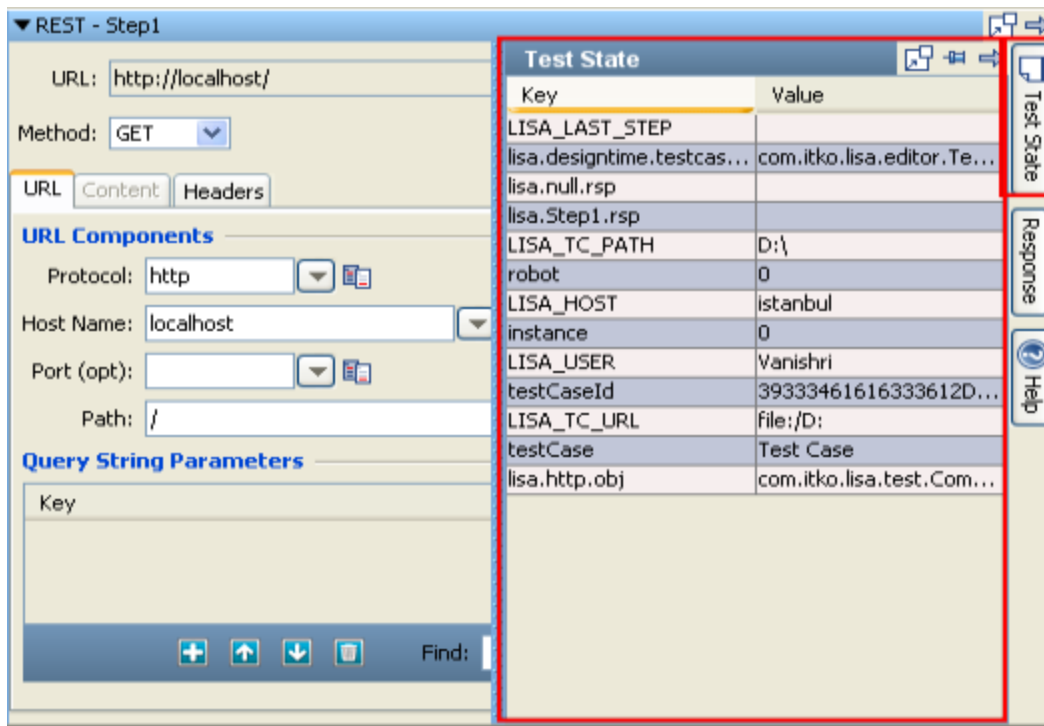 REST - Step1
URL: http://localhost/
Method: GET
URL Content Headers
URL Components
Protocol: http
Host Name: localhost
Port (opt):
Path: /
Query String Parameters
Key
Find:
Test State
Key Value
LISA_LAST_STEP
lisa.designtime.testcas... com.itko.lisa.editor.Te...
lisa.null.rsp
lisa.Step1.rsp
LISA_TC_PATH D:\
robot 0
LISA_HOST istanbul
instance 0
LISA_USER Vanishri
testCaseId 39333461616333612D...
LISA_TC_URL file:/D:
testCase Test Case
lisa.http.obj com.itko.lisa.test.Com...
Test State
Response
? Help